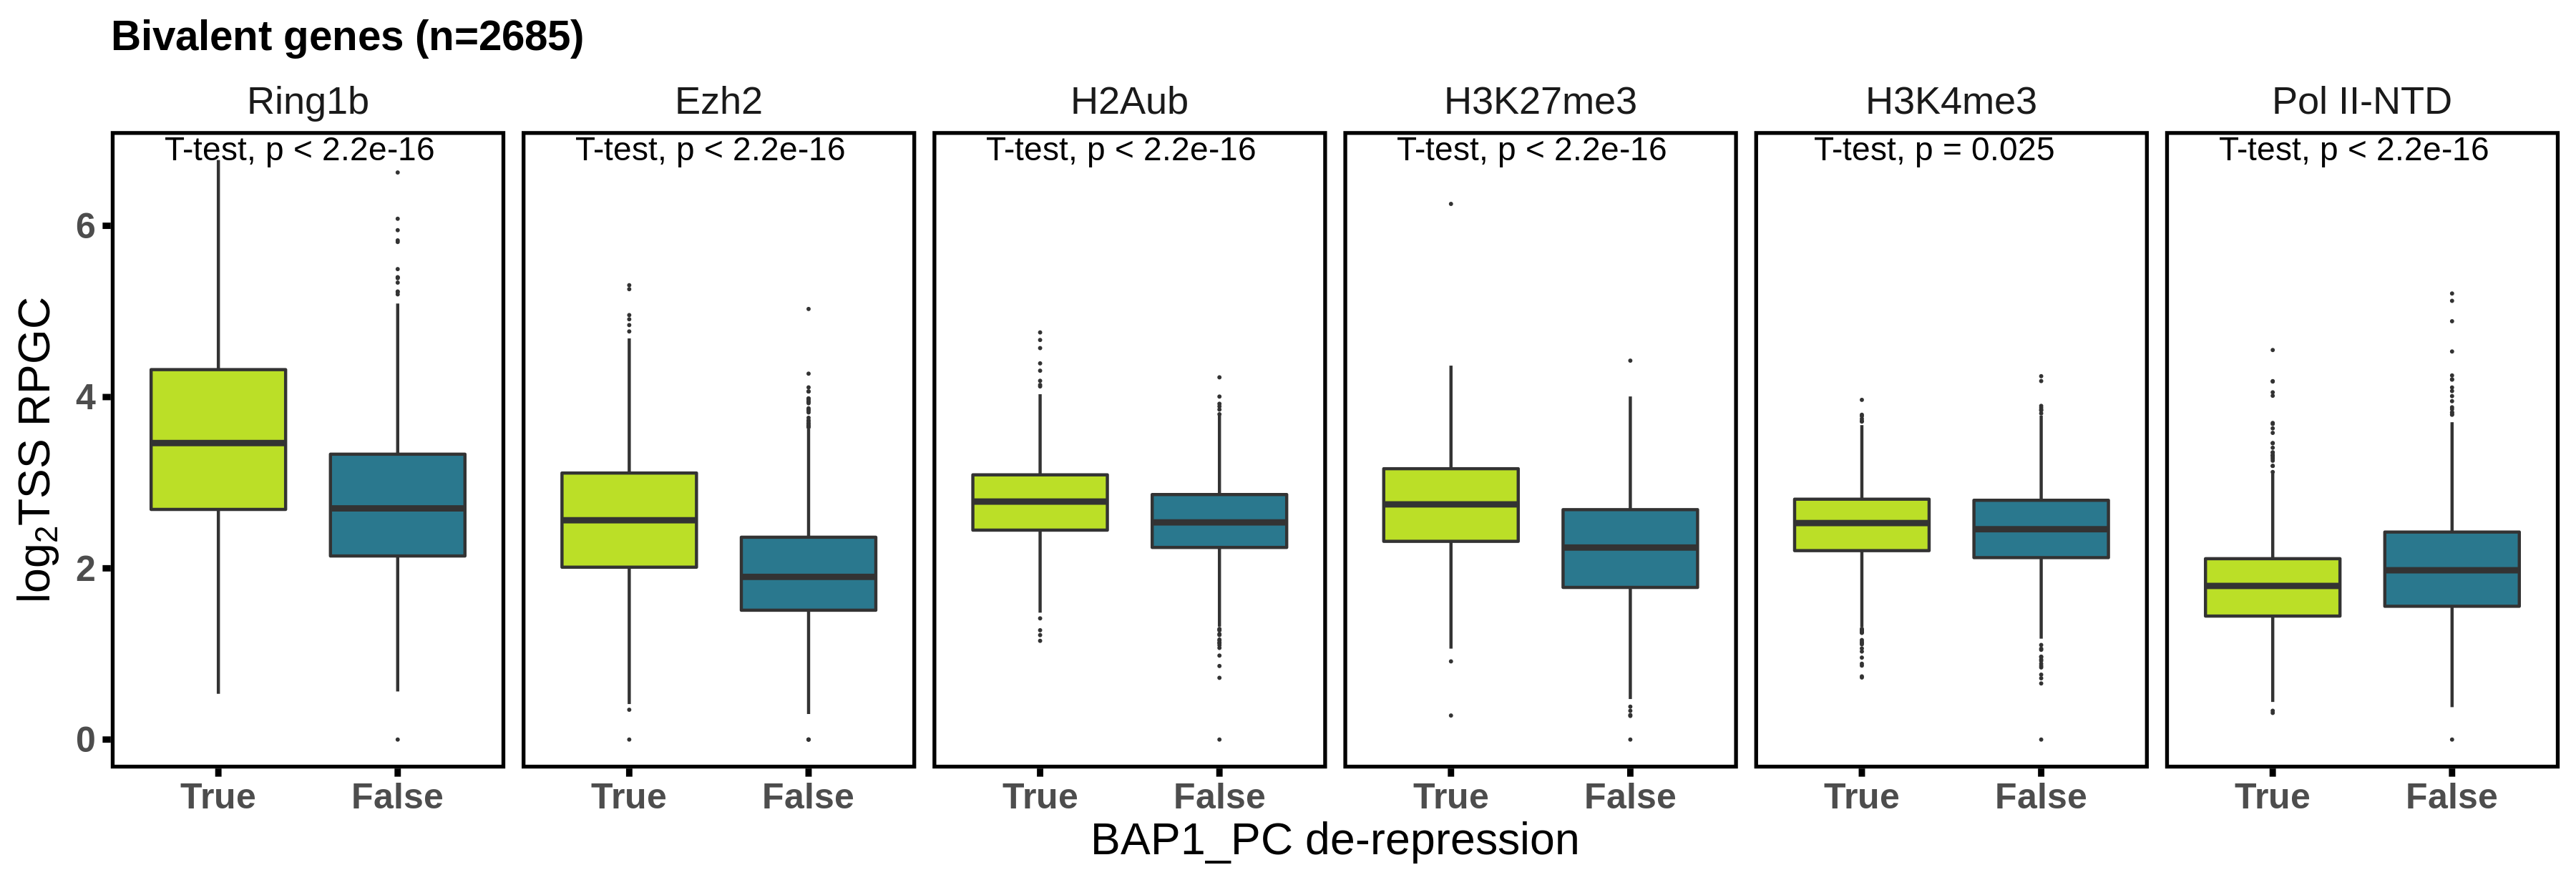 Bivalent genes (n=2685)
Ring1b
Ezh2
H2Aub
H3K27me3
H3K4me3
Pol II-NTD
T-test, p < 2.2e-16
T-test, p < 2.2e-16
T-test, p < 2.2e-16
T-test, p < 2.2e-16
T-test, p = 0.025
T-test, p < 2.2e-16
log₂TSS RPGC
6
4
2
0
True
False
True
False
True
False
True
False
True
False
True
False
BAP1_PC de-repression